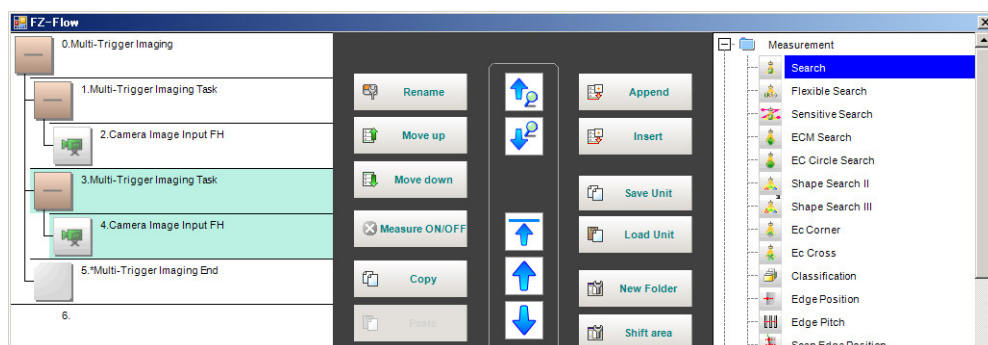 FZ-Flow
0.Multi-Trigger Imaging
1.Multi-Trigger Imaging Task
2.Camera Image Input FH
3.Multi-Trigger Imaging Task
4.Camera Image Input FH
5.*Multi-Trigger Imaging End
6.
Rename
Move up
Move down
Measure ON/OFF
Copy
Paste
Append
Insert
Save Unit
Load Unit
New Folder
Shift area
Measurement
Search
Flexible Search
Sensitive Search
ECM Search
EC Circle Search
Shape Search II
Shape Search III
Ec Corner
Ec Cross
Classification
Edge Position
Edge Pitch
Scan Edge Position